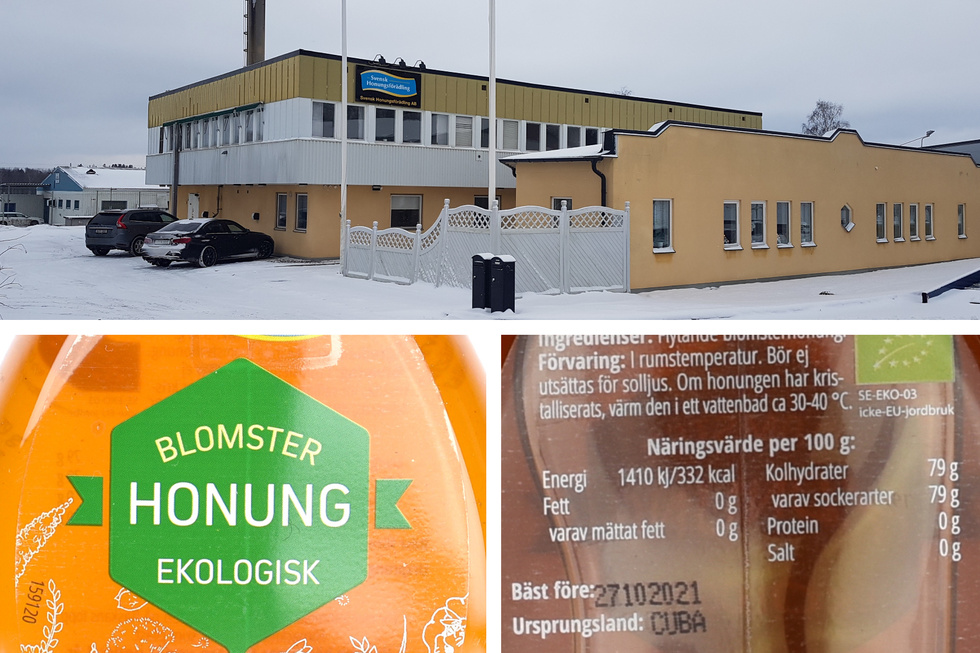 Svensk
Honungsförädling
Svensk Honungsförädling AB
BLOMSTER
HONUNG
EKOLOGISK
159120
Ingredienser: Flytande blomsterhonung.
Förvaring: I rumstemperatur. Bör ej
utsättas för solljus. Om honungen har kris-
talliserats, värm den i ett vattenbad ca 30-40 °C.
SE-EKO-03
icke-EU-Jordbruk
Näringsvärde per 100 g:
Energi 1410 kJ/332 kcal
Fett 0 g
varav mättat fett 0 g
Kolhydrater 79 g
varav sockerarter 79 g
Protein 0 g
Salt 0 g
Bäst före: 27102021
Ursprungsland: CUBA